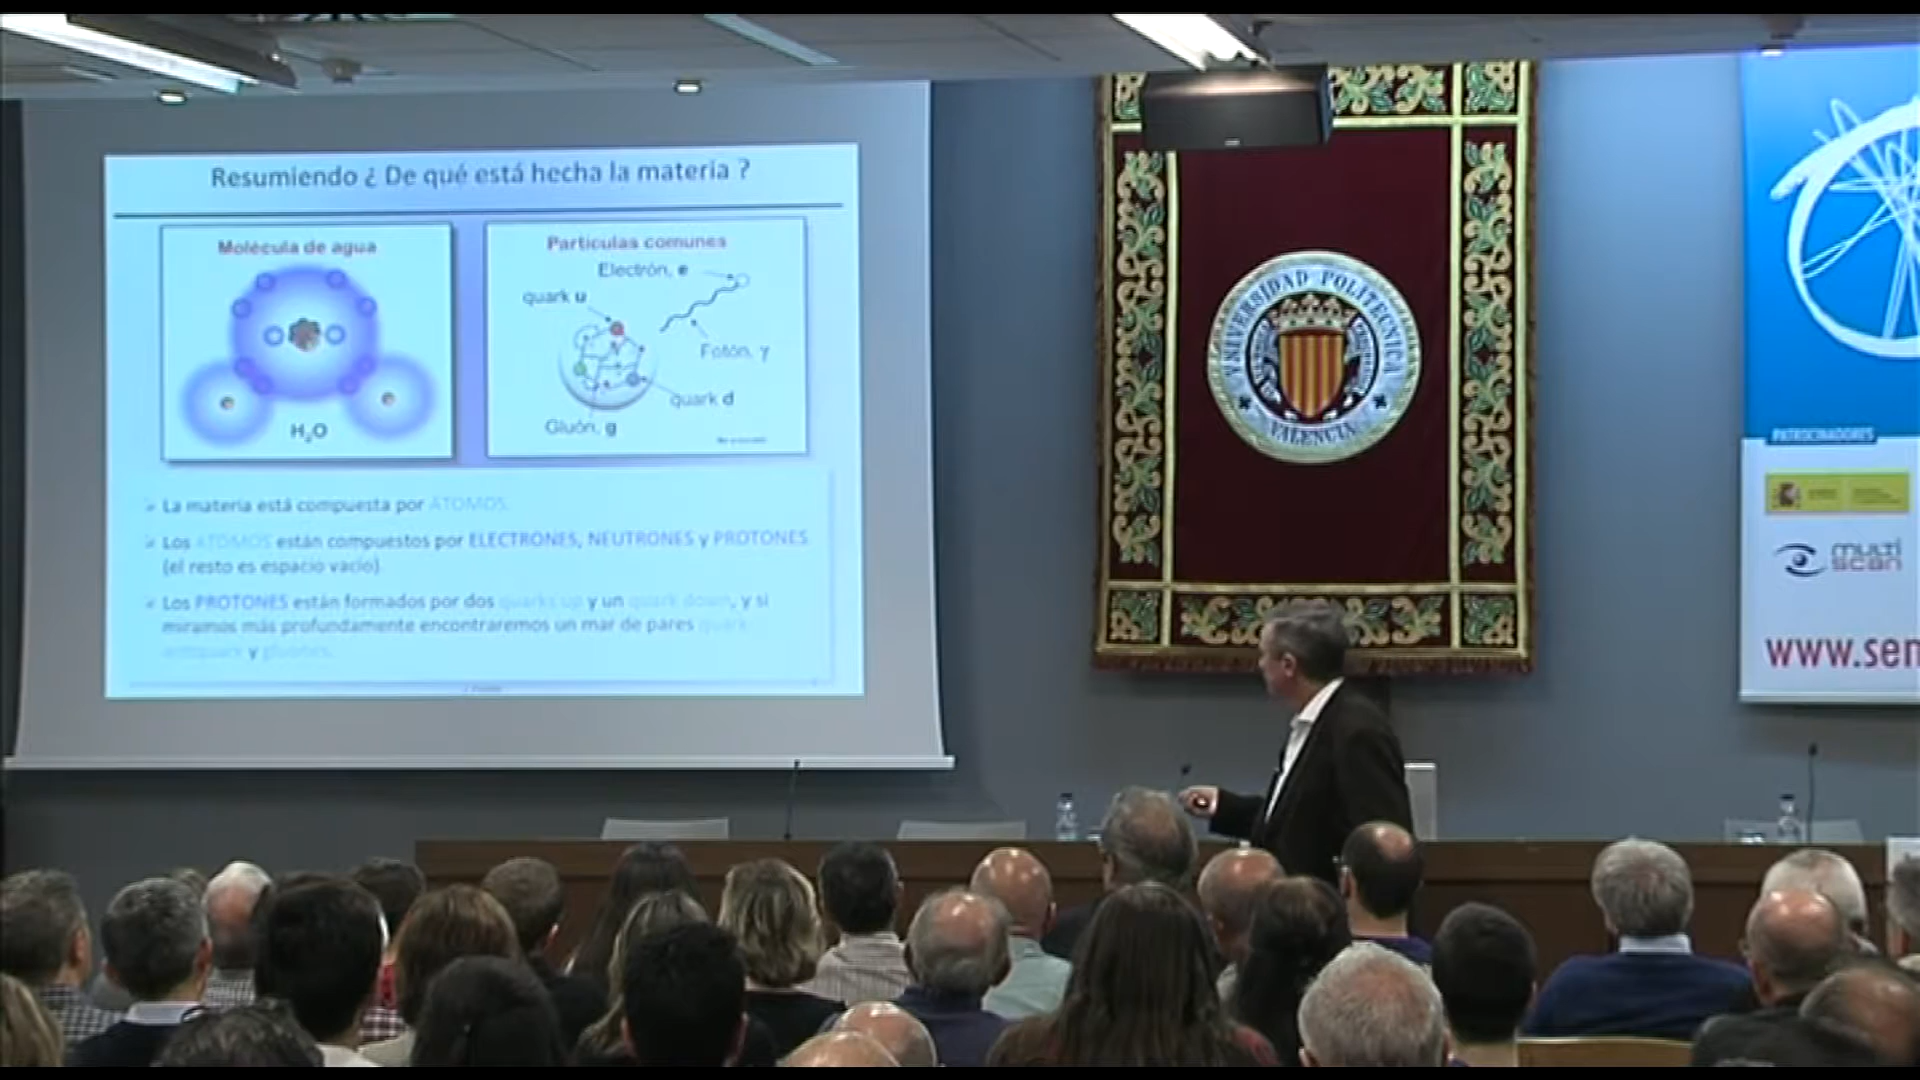 Resumiendo ¿ De qué está hecha la materia ?
Molécula de agua
H₂O
Partículas comunes
Electrón, e
quark u
Fotón, γ
quark d
Gluón, g
La materia está compuesta por ÁTOMOS
Los ÁTOMOS están compuestos por ELECTRONES, NEUTRONES y PROTONES
(el resto es espacio vacío)
Los PROTONES están formados por dos quarks up y un quark down, y si
miramos más profundamente encontraremos un mar de pares quark
antiquark y gluones.
UNIVERSIDAD POLITECNICA
VALENCIA
PATROCINADORES
multi
scan
www.sen